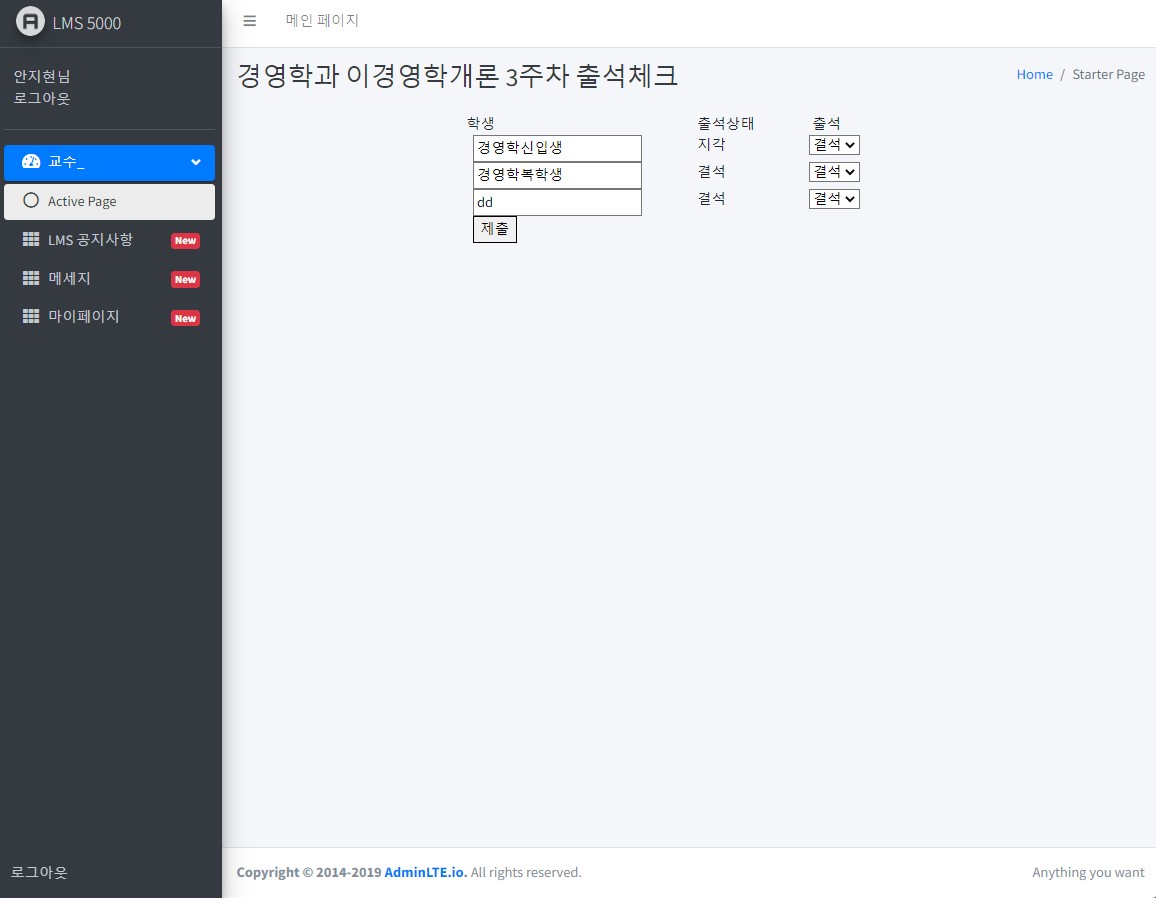 LMS 5000
메인 페이지
안지현님
로그아웃
교수_
Active Page
LMS 공지사항 New
메세지 New
마이페이지 New
로그아웃
경영학과 이경영학개론 3주차 출석체크
Home / Starter Page
학생 출석상태 출석
경영학신입생 지각 결석
경영학복학생 결석 결석
dd 결석 결석
제출
Copyright © 2014-2019 AdminLTE.io. All rights reserved.
Anything you want